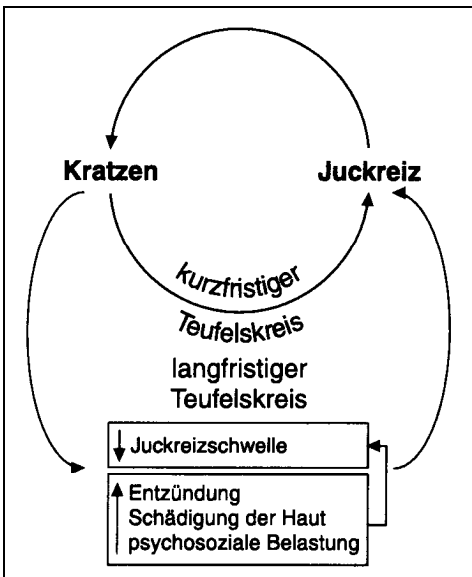 Kratzen
Juckreiz
kurzfristiger
Teufelskreis
langfristiger
Teufelskreis
Juckreizschwelle
Entzündung
Schädigung der Haut
psychosoziale Belastung